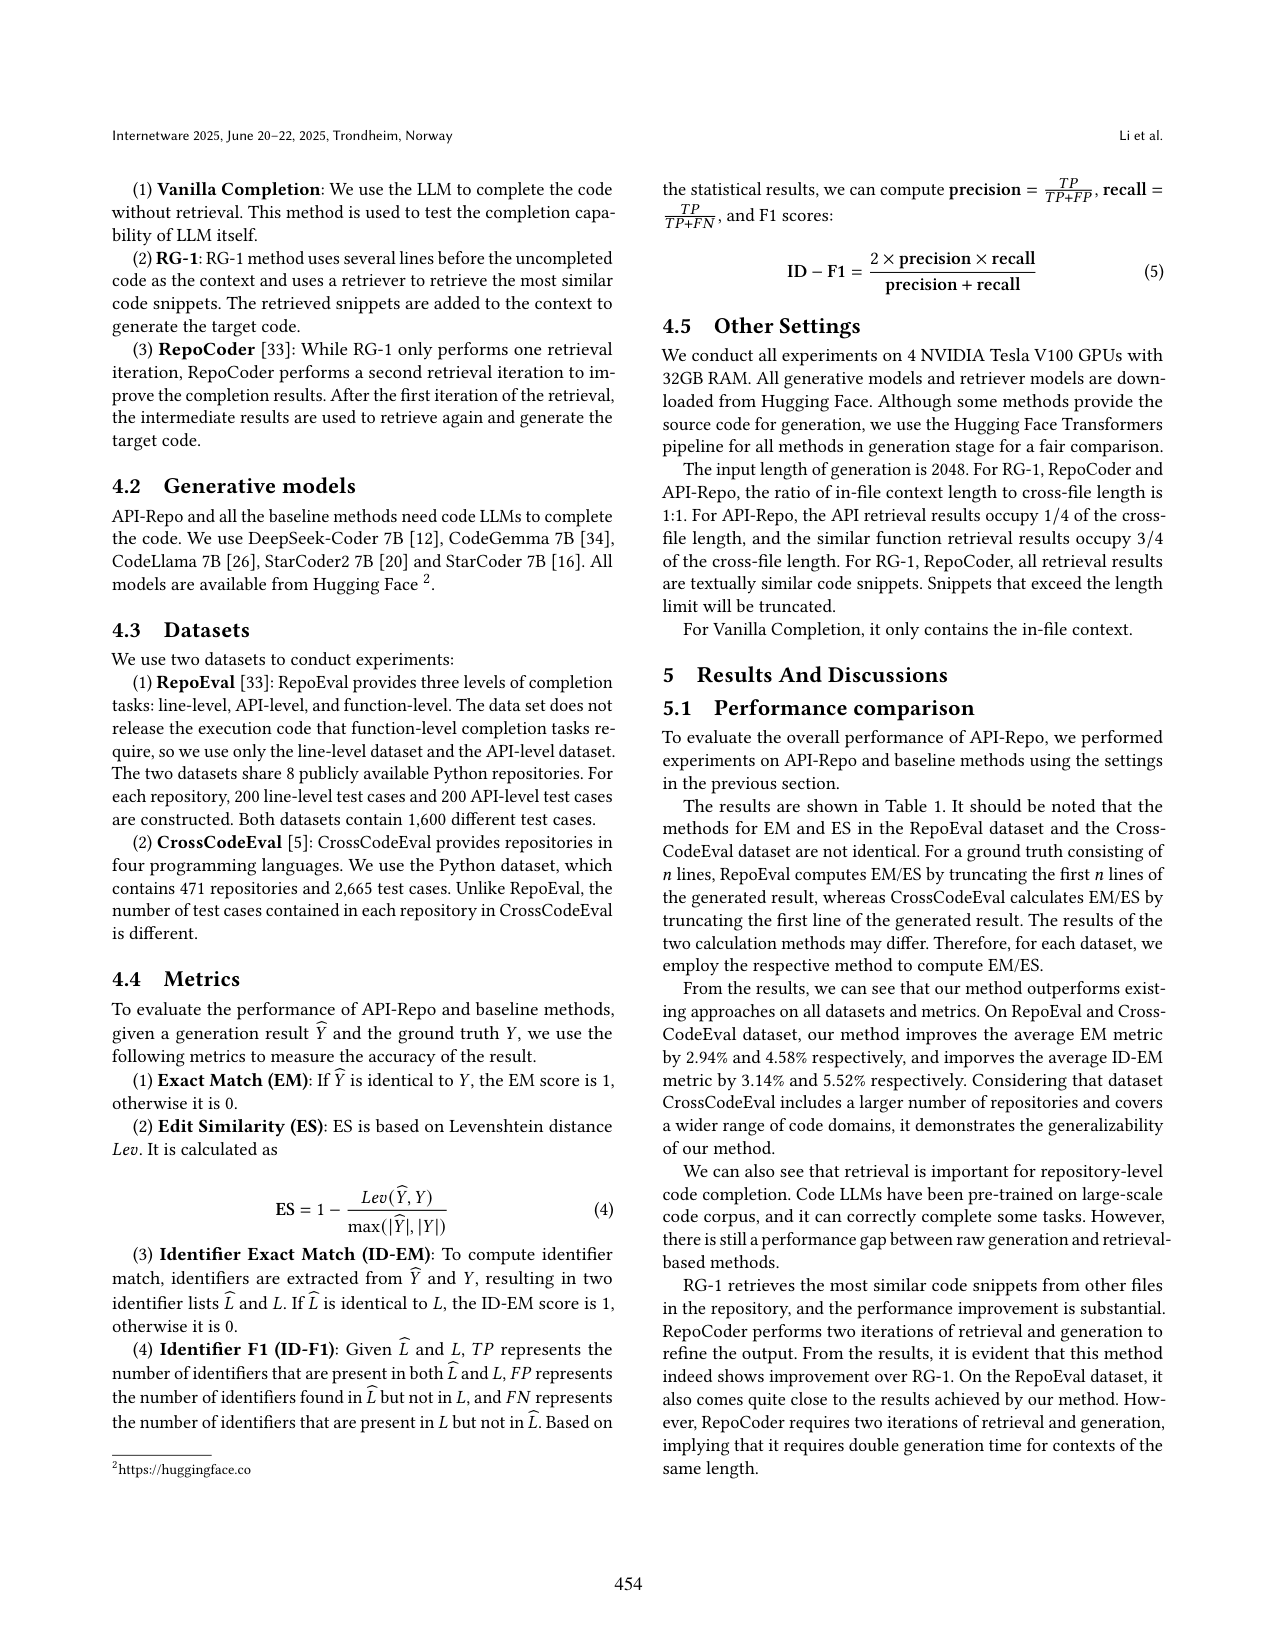 Internetware 2025, June 20–22, 2025, Trondheim, Norway
Li et al.
(1) Vanilla Completion: We use the LLM to complete the code
without retrieval. This method is used to test the completion capa-
bility of LLM itself.
(2) RG-1: RG-1 method uses several lines before the uncompleted
code as the context and uses a retriever to retrieve the most similar
code snippets. The retrieved snippets are added to the context to
generate the target code.
(3) RepoCoder [33]: While RG-1 only performs one retrieval
iteration, RepoCoder performs a second retrieval iteration to im-
prove the completion results. After the first iteration of the retrieval,
the intermediate results are used to retrieve again and generate the
target code.
4.2 Generative models
API-Repo and all the baseline methods need code LLMs to complete
the code. We use DeepSeek-Coder 7B [12], CodeGemma 7B [34],
CodeLlama 7B [26], StarCoder2 7B [20] and StarCoder 7B [16]. All
models are available from Hugging Face 2.
4.3 Datasets
We use two datasets to conduct experiments:
(1) RepoEval [33]: RepoEval provides three levels of completion
tasks: line-level, API-level, and function-level. The data set does not
release the execution code that function-level completion tasks re-
quire, so we use only the line-level dataset and the API-level dataset.
The two datasets share 8 publicly available Python repositories. For
each repository, 200 line-level test cases and 200 API-level test cases
are constructed. Both datasets contain 1,600 different test cases.
(2) CrossCodeEval [5]: CrossCodeEval provides repositories in
four programming languages. We use the Python dataset, which
contains 471 repositories and 2,665 test cases. Unlike RepoEval, the
number of test cases contained in each repository in CrossCodeEval
is different.
4.4 Metrics
To evaluate the performance of API-Repo and baseline methods,
given a generation result Ŷ and the ground truth Y, we use the
following metrics to measure the accuracy of the result.
(1) Exact Match (EM): If Ŷ is identical to Y, the EM score is 1,
otherwise it is 0.
(2) Edit Similarity (ES): ES is based on Levenshtein distance
Lev. It is calculated as
ES = 1 − Lev(Ŷ, Y) / max(|Ŷ|, |Y|) (4)
(3) Identifier Exact Match (ID-EM): To compute identifier
match, identifiers are extracted from Ŷ and Y, resulting in two
identifier lists L̂ and L. If L̂ is identical to L, the ID-EM score is 1,
otherwise it is 0.
(4) Identifier F1 (ID-F1): Given L̂ and L, TP represents the
number of identifiers that are present in both L̂ and L, FP represents
the number of identifiers found in L̂ but not in L, and FN represents
the number of identifiers that are present in L but not in L̂. Based on
2https://huggingface.co
the statistical results, we can compute precision = TP / TP+FP, recall =
TP / TP+FN, and F1 scores:
ID − F1 = 2 × precision × recall / precision + recall (5)
4.5 Other Settings
We conduct all experiments on 4 NVIDIA Tesla V100 GPUs with
32GB RAM. All generative models and retriever models are down-
loaded from Hugging Face. Although some methods provide the
source code for generation, we use the Hugging Face Transformers
pipeline for all methods in generation stage for a fair comparison.
The input length of generation is 2048. For RG-1, RepoCoder and
API-Repo, the ratio of in-file context length to cross-file length is
1:1. For API-Repo, the API retrieval results occupy 1/4 of the cross-
file length, and the similar function retrieval results occupy 3/4
of the cross-file length. For RG-1, RepoCoder, all retrieval results
are textually similar code snippets. Snippets that exceed the length
limit will be truncated.
For Vanilla Completion, it only contains the in-file context.
5 Results And Discussions
5.1 Performance comparison
To evaluate the overall performance of API-Repo, we performed
experiments on API-Repo and baseline methods using the settings
in the previous section.
The results are shown in Table 1. It should be noted that the
methods for EM and ES in the RepoEval dataset and the Cross-
CodeEval dataset are not identical. For a ground truth consisting of
n lines, RepoEval computes EM/ES by truncating the first n lines of
the generated result, whereas CrossCodeEval calculates EM/ES by
truncating the first line of the generated result. The results of the
two calculation methods may differ. Therefore, for each dataset, we
employ the respective method to compute EM/ES.
From the results, we can see that our method outperforms exist-
ing approaches on all datasets and metrics. On RepoEval and Cross-
CodeEval dataset, our method improves the average EM metric
by 2.94% and 4.58% respectively, and imporves the average ID-EM
metric by 3.14% and 5.52% respectively. Considering that dataset
CrossCodeEval includes a larger number of repositories and covers
a wider range of code domains, it demonstrates the generalizability
of our method.
We can also see that retrieval is important for repository-level
code completion. Code LLMs have been pre-trained on large-scale
code corpus, and it can correctly complete some tasks. However,
there is still a performance gap between raw generation and retrieval-
based methods.
RG-1 retrieves the most similar code snippets from other files
in the repository, and the performance improvement is substantial.
RepoCoder performs two iterations of retrieval and generation to
refine the output. From the results, it is evident that this method
indeed shows improvement over RG-1. On the RepoEval dataset, it
also comes quite close to the results achieved by our method. How-
ever, RepoCoder requires two iterations of retrieval and generation,
implying that it requires double generation time for contexts of the
same length.
454